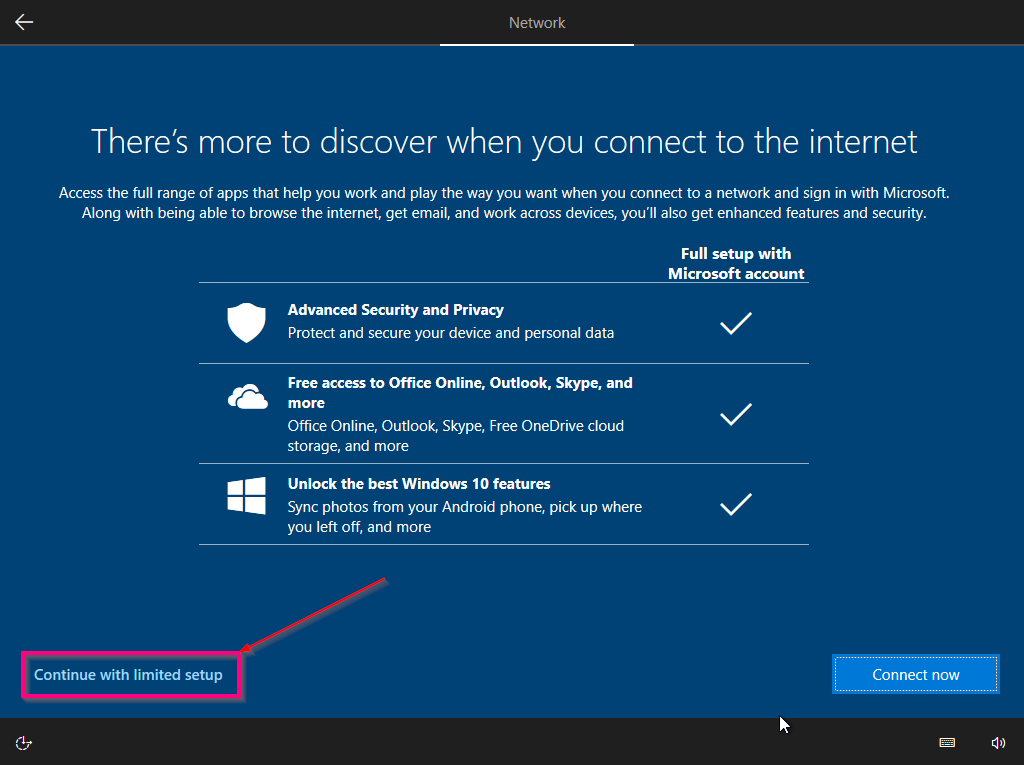 Network
There's more to discover when you connect to the internet
Access the full range of apps that help you work and play the way you want when you connect to a network and sign in with Microsoft.
Along with being able to browse the internet, get email, and work across devices, you'll also get enhanced features and security.
Full setup with
Microsoft account
Advanced Security and Privacy
Protect and secure your device and personal data
Free access to Office Online, Outlook, Skype, and
more
Office Online, Outlook, Skype, Free OneDrive cloud
storage, and more
Unlock the best Windows 10 features
Sync photos from your Android phone, pick up where
you left off, and more
Continue with limited setup
Connect now